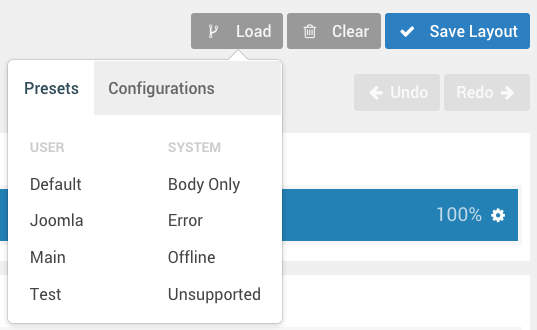 Load Clear Save Layout
Presets Configurations
Undo Redo
USER SYSTEM
Default Body Only
Joomla Error
100%
Main Offline
Test Unsupported